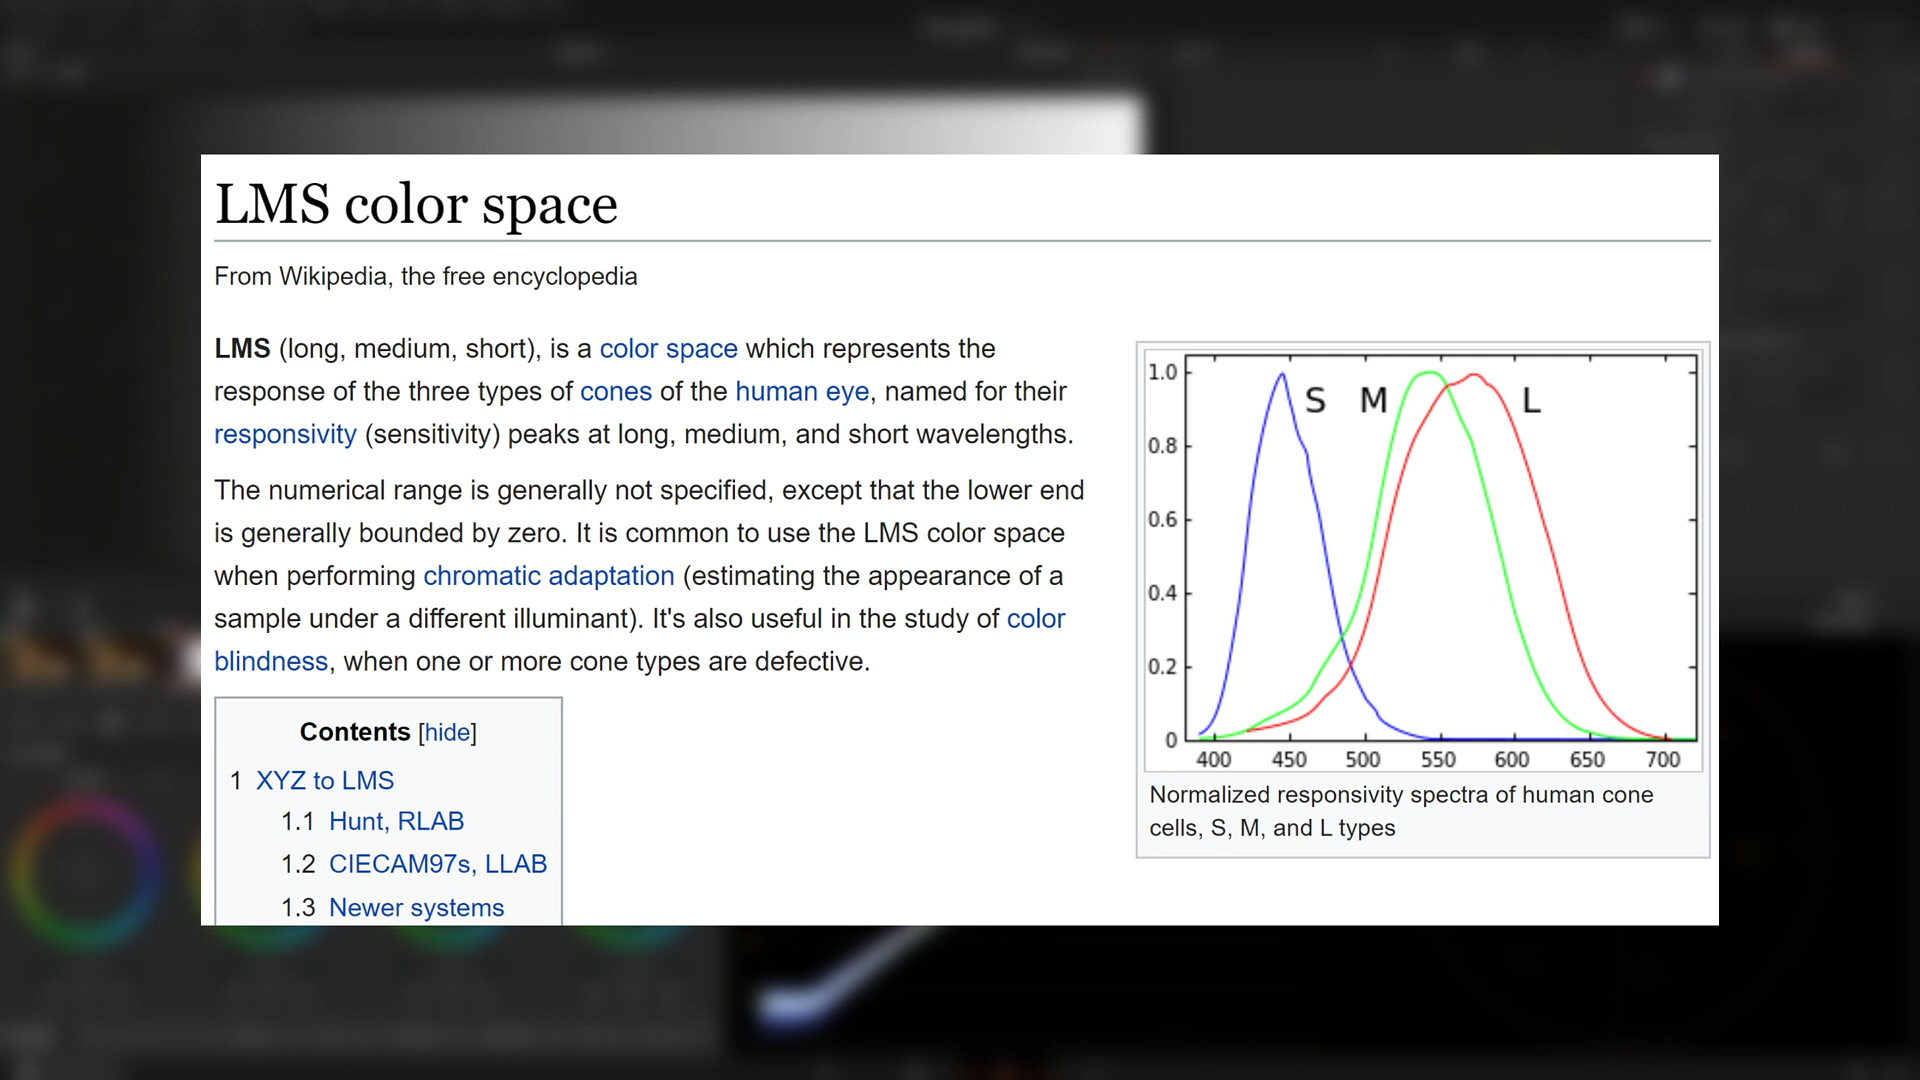 LMS color space
From Wikipedia, the free encyclopedia
LMS (long, medium, short), is a color space which represents the
response of the three types of cones of the human eye, named for their
responsivity (sensitivity) peaks at long, medium, and short wavelengths.
The numerical range is generally not specified, except that the lower end
is generally bounded by zero. It is common to use the LMS color space
when performing chromatic adaptation (estimating the appearance of a
sample under a different illuminant). It's also useful in the study of color
blindness, when one or more cone types are defective.
Contents [hide]
1 XYZ to LMS
1.1 Hunt, RLAB
1.2 CIECAM97s, LLAB
1.3 Newer systems
S M L
1.0
0.8
0.6
0.4
0.2
0
400 450 500 550 600 650 700
Normalized responsivity spectra of human cone
cells, S, M, and L types